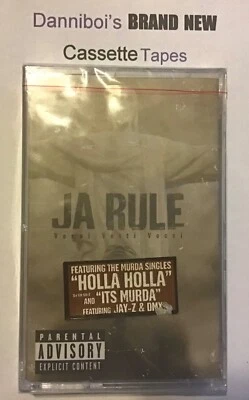 Danniboi's BRAND NEW
Cassette Tapes
JA RULE
Venni Vetti Vecci
FEATURING THE MURDA SINGLES
"HOLLA HOLLA"
AND "ITS MURDA"
FEATURING JAY-Z & DMX
PARENTAL
ADVISORY
EXPLICIT CONTENT